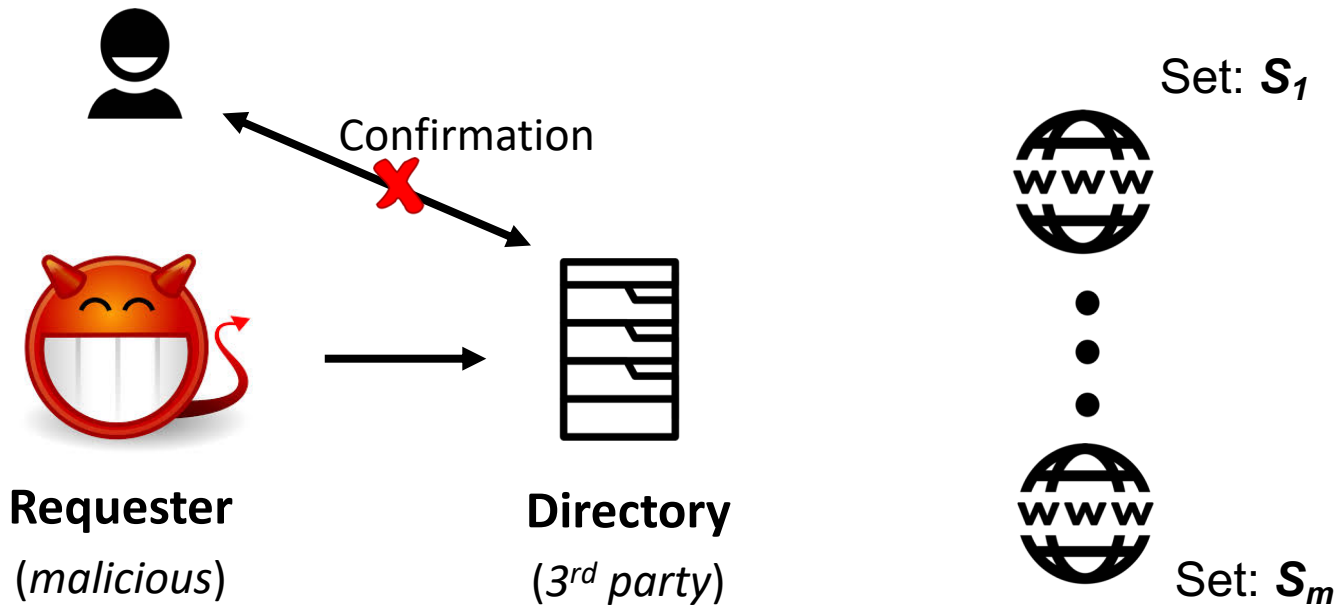 Set: S1
Confirmation
www
www
Requester
(malicious)
Directory
(3rd party)
Set: Sm